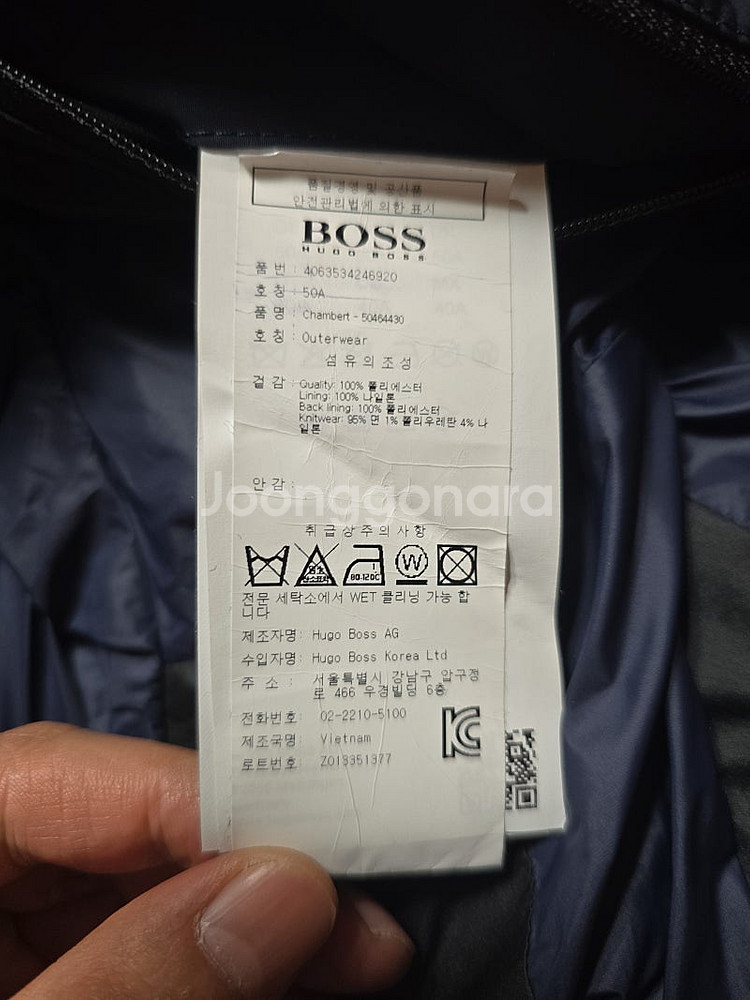 품질경영 및 공산품
안전관리법에 의한 표시
BOSS
HUGO BOSS
품 번 : 4063534246920
호 칭 : 50A
품 명 : Chambert - 50464430
호 칭 : Outerwear
섬 유 의 조 성
겉 감 : Quality: 100% 폴리에스터
Lining: 100% 나일론
Back lining: 100% 폴리에스터
Knitwear: 95% 면 1% 폴리우레탄 4% 나
일론
안 감 :
Joonggonara
취 급 상 주 의 사 항
염소
산소표백
80-120C
W
전문 세탁소에서 WET 클리닝 가능 합
니다
제조자명: Hugo Boss AG
수입자명: Hugo Boss Korea Ltd
주 소 : 서울특별시 강남구 압구정
로 466 우경빌딩 6층
전화번호: 02-2210-5100
제조국명: Vietnam
로트번호: ZO13351377